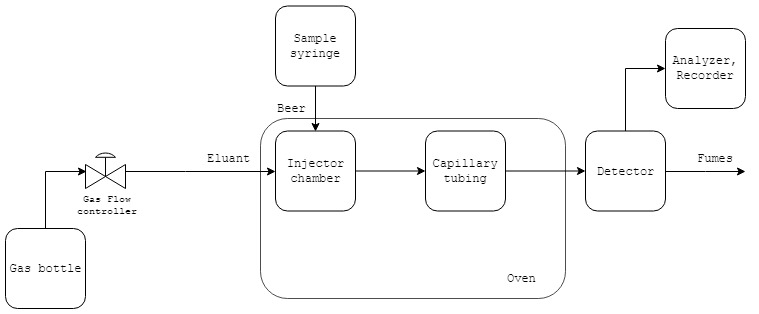 Sample
syringe
Analyzer,
Recorder
Beer
Eluant
Injector
chamber
Capillary
tubing
Detector
Fumes
Gas Flow
controller
Gas bottle
Oven